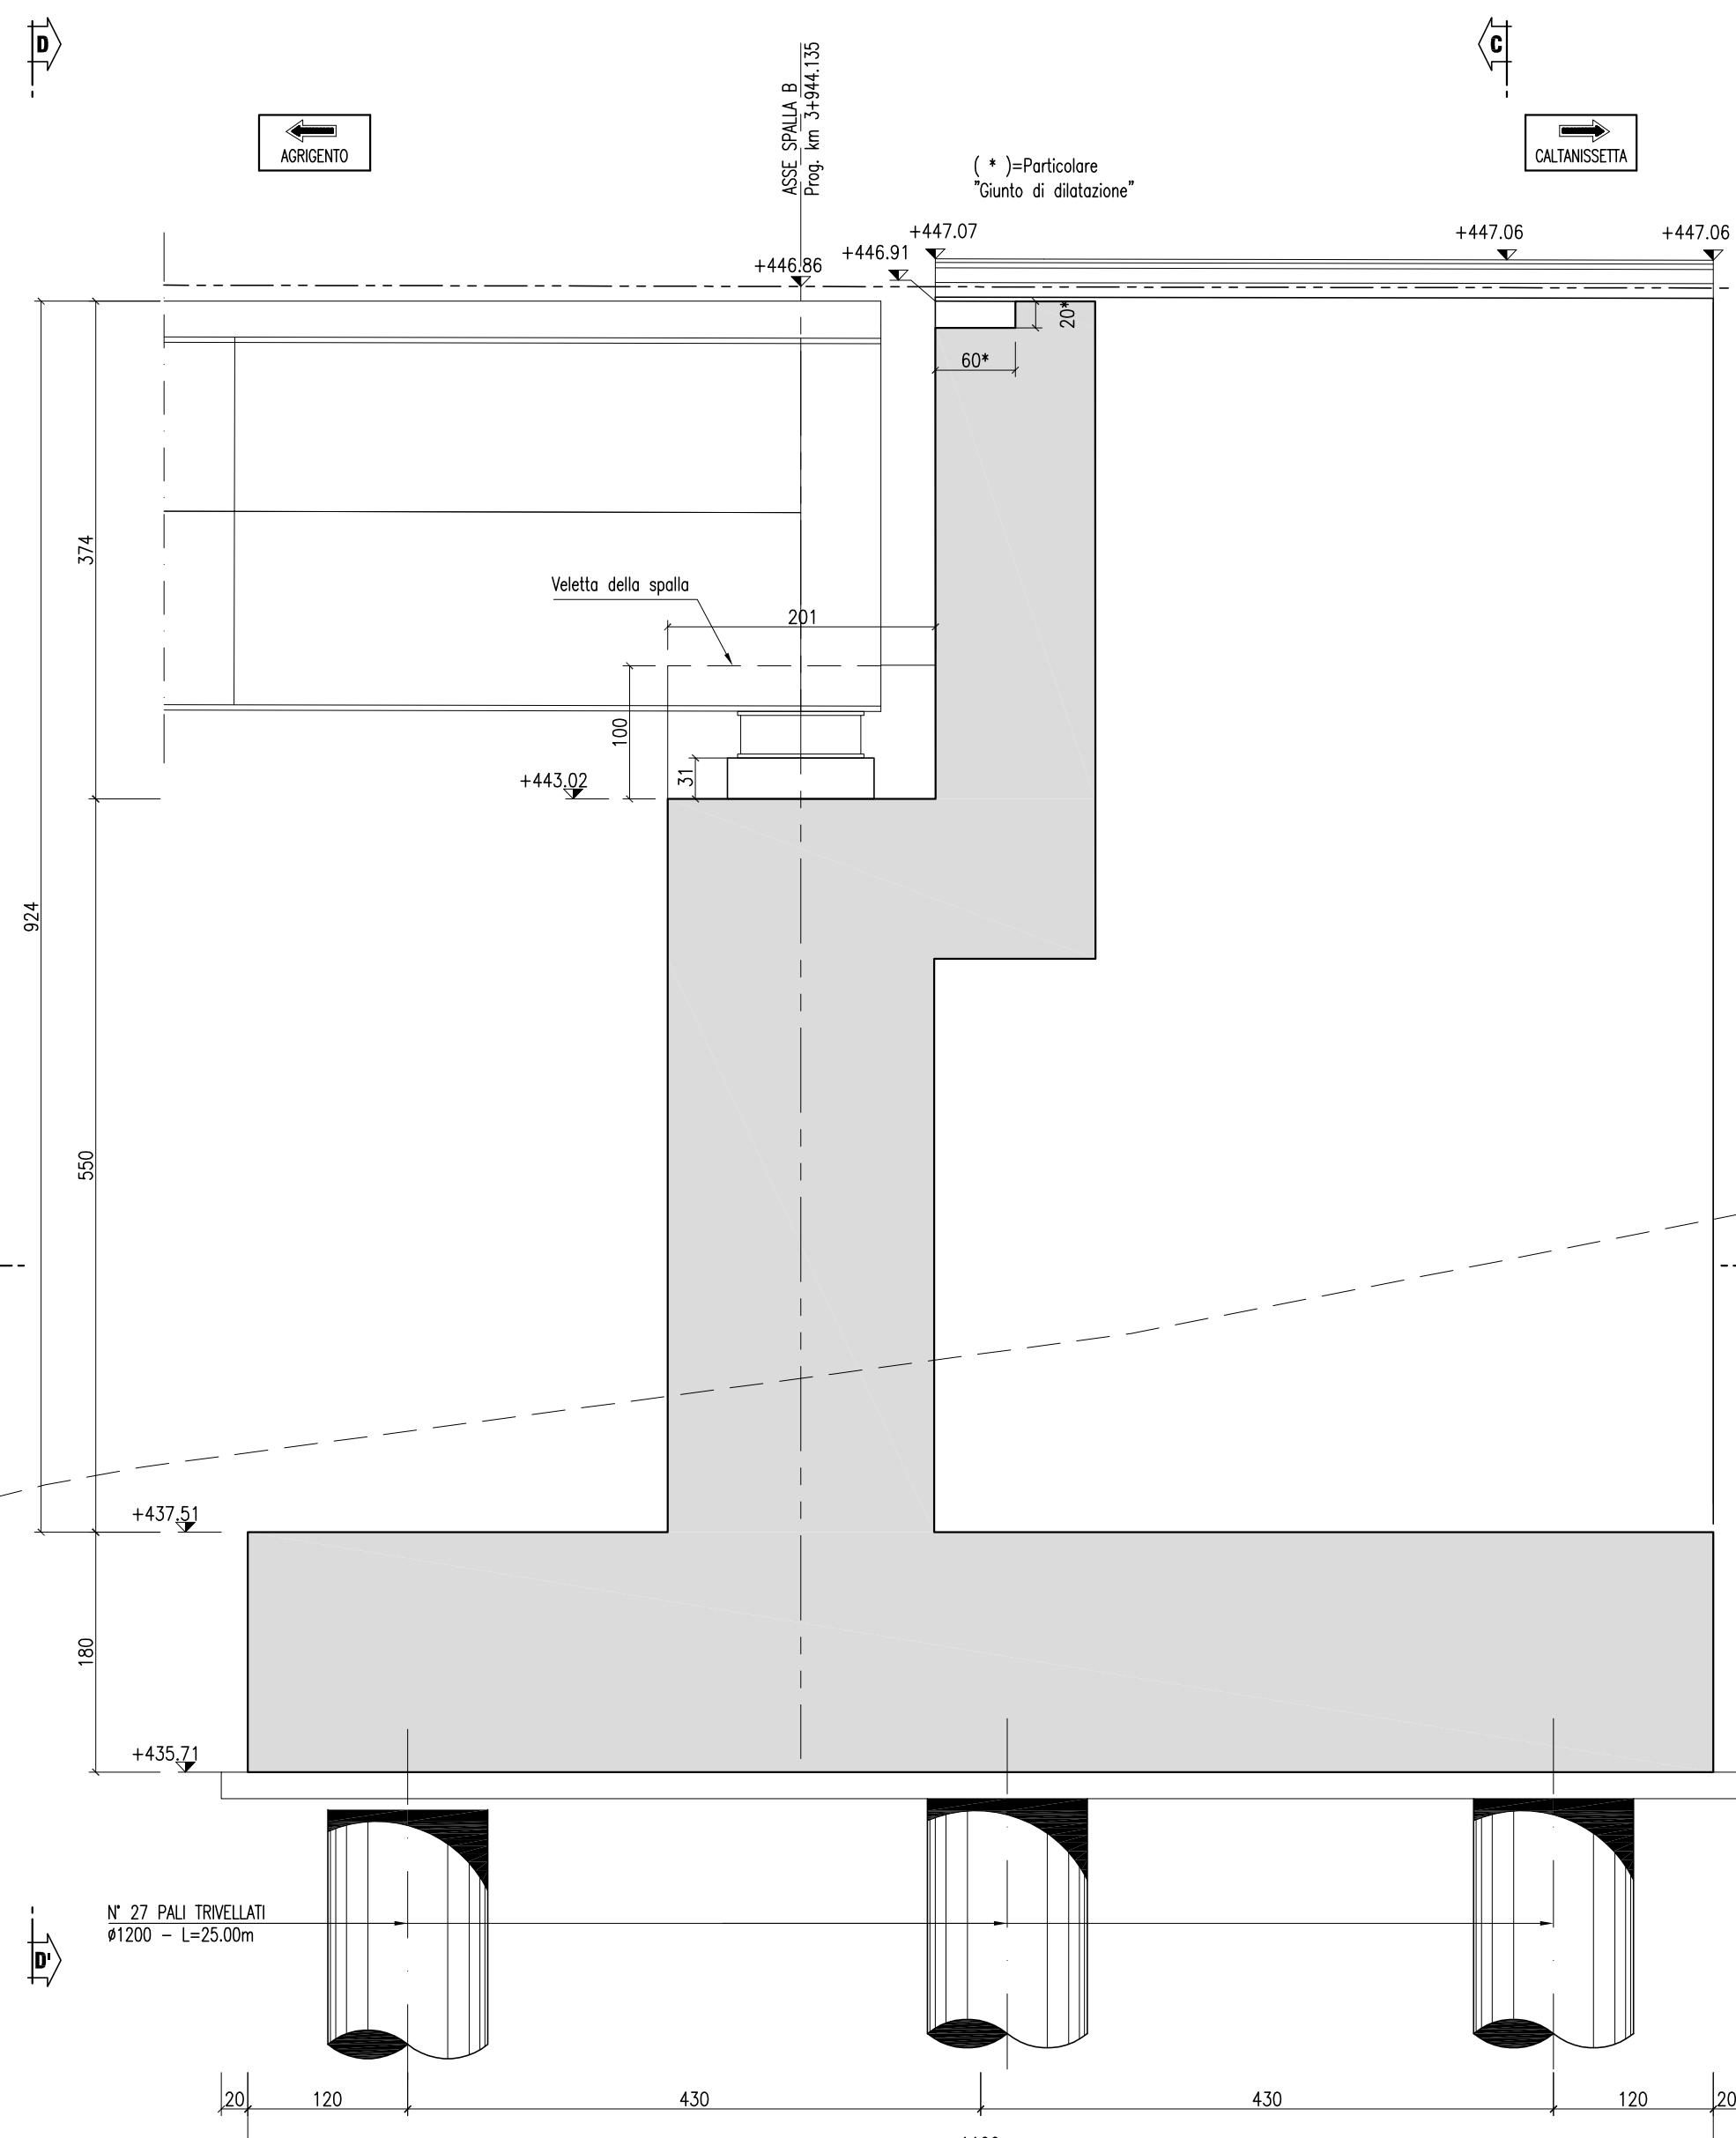 D
C
AGRIGENTO
CALTANISSETTA
ASSE SPALLA B
Prog. km 3+944.135
( * )=Particolare
"Giunto di dilatazione"
+447.07
+447.06
+447.06
+446.91
+446.86
20*
60*
374
Veletta della spalla
201
100
31
+443.02
924
550
+437.51
180
+435.71
N° 27 PALI TRIVELLATI
ø1200 - L=25.00m
D'
20
120
430
430
120
20